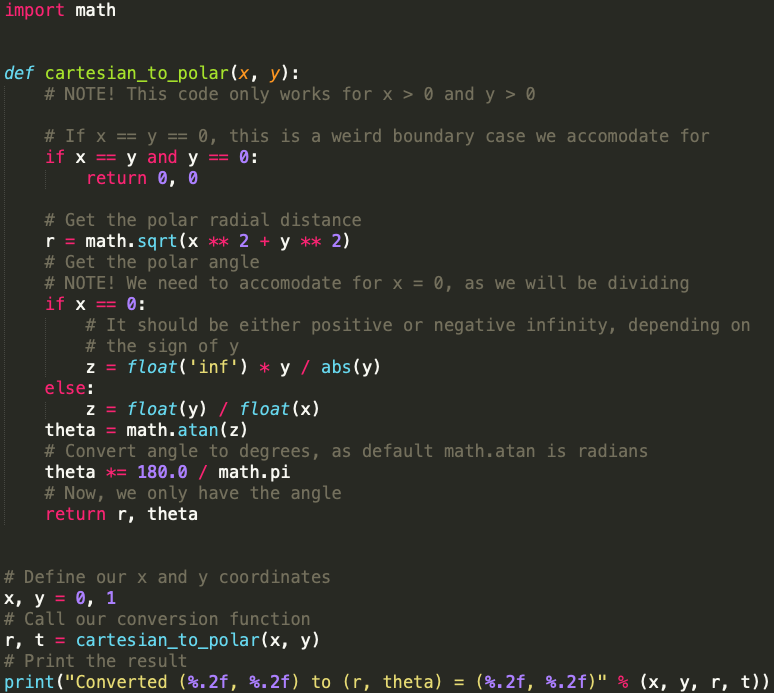 import math
def cartesian_to_polar(x, y):
    # NOTE! This code only works for x > 0 and y > 0
    # If x == y == 0, this is a weird boundary case we accomodate for
    if x == y and y == 0:
        return 0, 0
    # Get the polar radial distance
    r = math.sqrt(x ** 2 + y ** 2)
    # Get the polar angle
    # NOTE! We need to accomodate for x = 0, as we will be dividing
    if x == 0:
        # It should be either positive or negative infinity, depending on
        # the sign of y
        z = float('inf') * y / abs(y)
    else:
        z = float(y) / float(x)
    theta = math.atan(z)
    # Convert angle to degrees, as default math.atan is radians
    theta *= 180.0 / math.pi
    # Now, we only have the angle
    return r, theta
# Define our x and y coordinates
x, y = 0, 1
# Call our conversion function
r, t = cartesian_to_polar(x, y)
# Print the result
print("Converted (%.2f, %.2f) to (r, theta) = (%.2f, %.2f)" % (x, y, r, t))